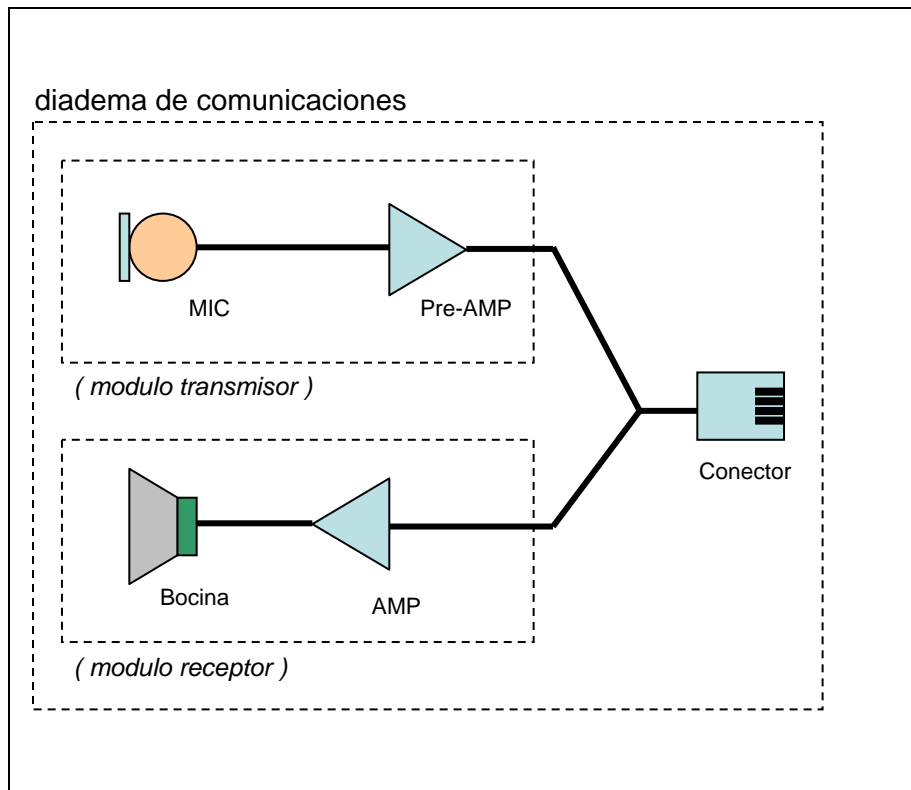 diadema de comunicaciones
MIC
Pre-AMP
( modulo transmisor )
Conector
Bocina
AMP
( modulo receptor )